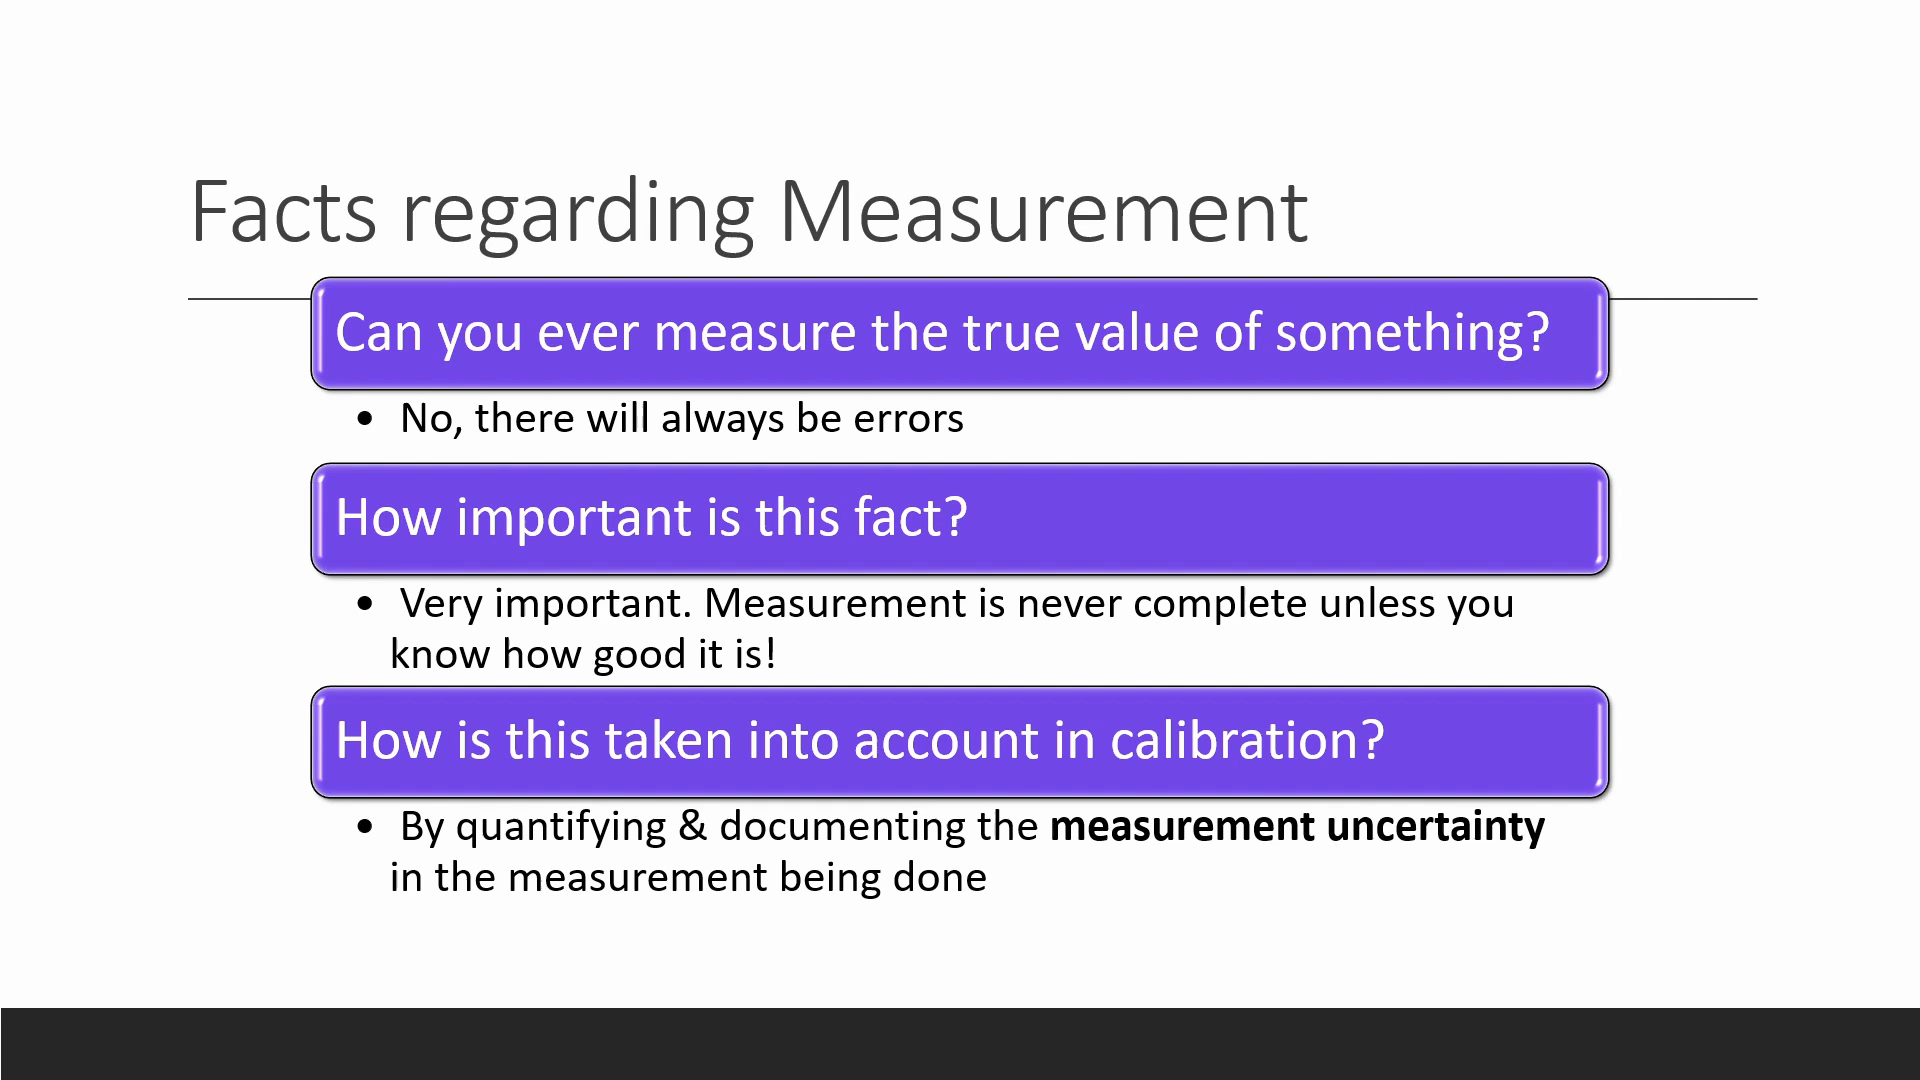 Facts regarding Measurement
Can you ever measure the true value of something?
• No, there will always be errors
How important is this fact?
• Very important. Measurement is never complete unless you
know how good it is!
How is this taken into account in calibration?
• By quantifying & documenting the measurement uncertainty
in the measurement being done